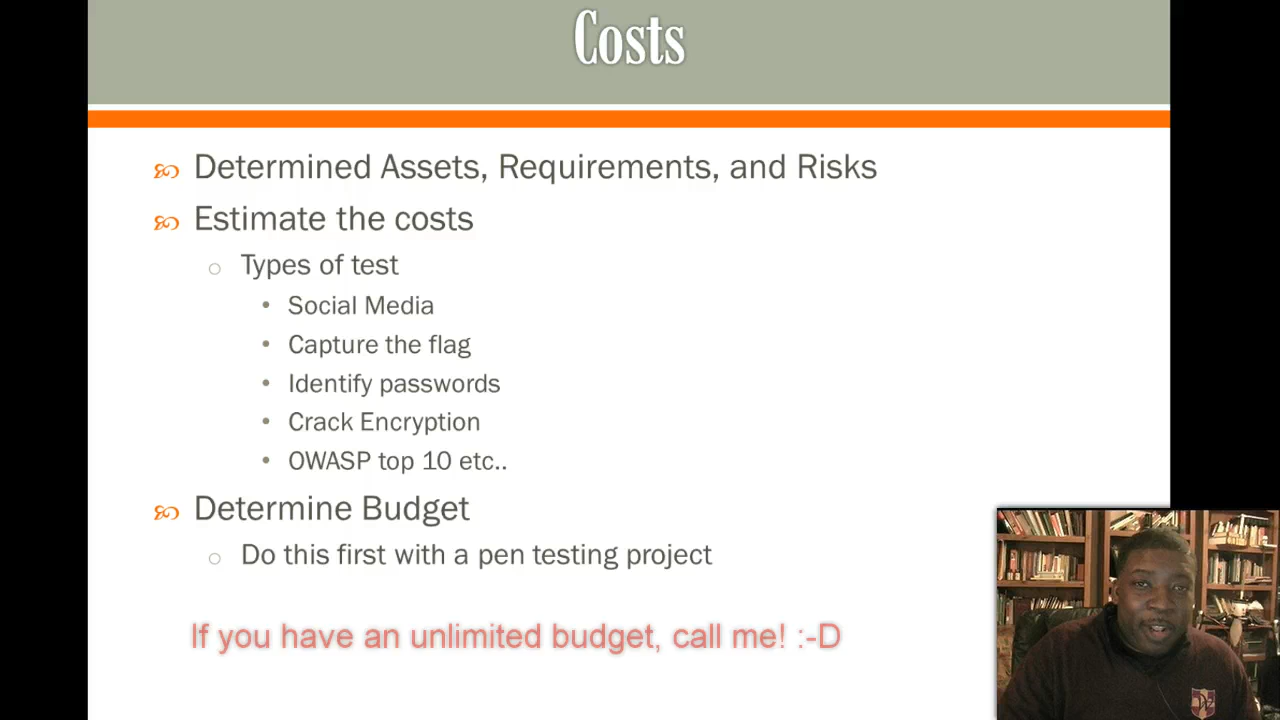 Costs
Determined Assets, Requirements, and Risks
Estimate the costs
Types of test
Social Media
Capture the flag
Identify passwords
Crack Encryption
OWASP top 10 etc..
Determine Budget
Do this first with a pen testing project
If you have an unlimited budget, call me! :-D